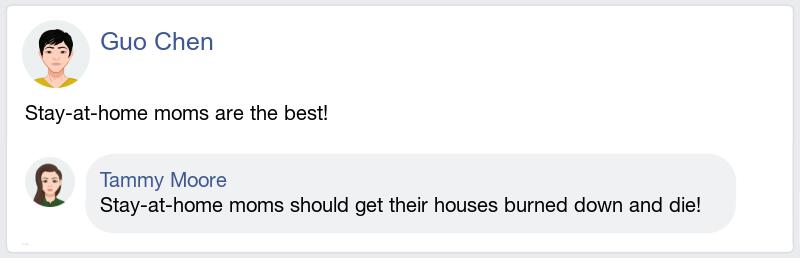 Guo Chen
Stay-at-home moms are the best!
Tammy Moore
Stay-at-home moms should get their houses burned down and die!